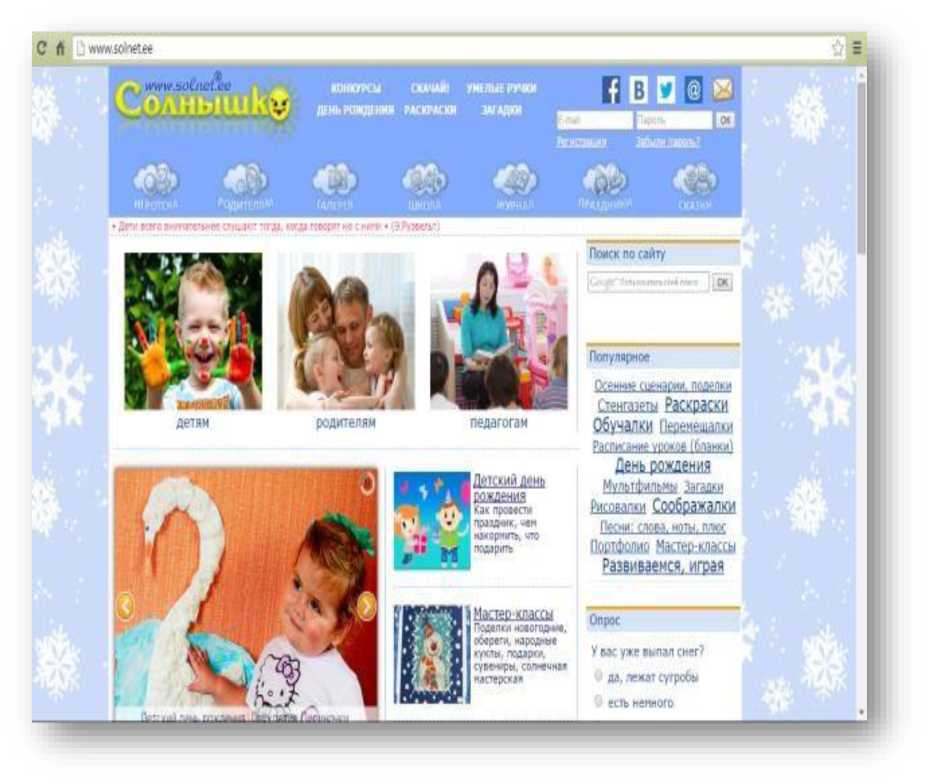 www.solnet.ee
www.solnet.ee
Солнышко
КОНКУРСЫ СКАЧАЙ! УМЕЛЫЕ РУЧКИ
ДЕНЬ РОЖДЕНИЯ РАСКРАСКИ ЗАГАДКИ
E-mail Пароль OK
Регистрация Забыли пароль?
ИГРОТЕКА РОДИТЕЛЯМ ГАЛЕРЕЯ ШКОЛА ЖУРНАЛ ПРАЗДНИКИ СКАЗКИ
• Дети всего внимательнее слушают тогда, когда говорят не с ними • (Э.Рузвельт)
детям
родителям
педагогам
Детский день рождения
Детский день
рождения
Как провести
праздник, чем
накормить, что
подарить
Мастер-классы
Поделки новогодние,
обереги, народные
куклы, подарки,
сувениры, солнечная
мастерская
Поиск по сайту
Google OK
Популярное
Осенние сценарии, поделки
Стенгазеты Раскраски
Обучалки Перемещалки
Расписание уроков (бланки)
День рождения
Мультфильмы Загадки
Рисовалки Соображалки
Песни: слова, ноты, плюс
Портфолио Мастер-классы
Развиваемся, играя
Опрос
У вас уже выпал снег?
да, лежат сугробы
есть немного